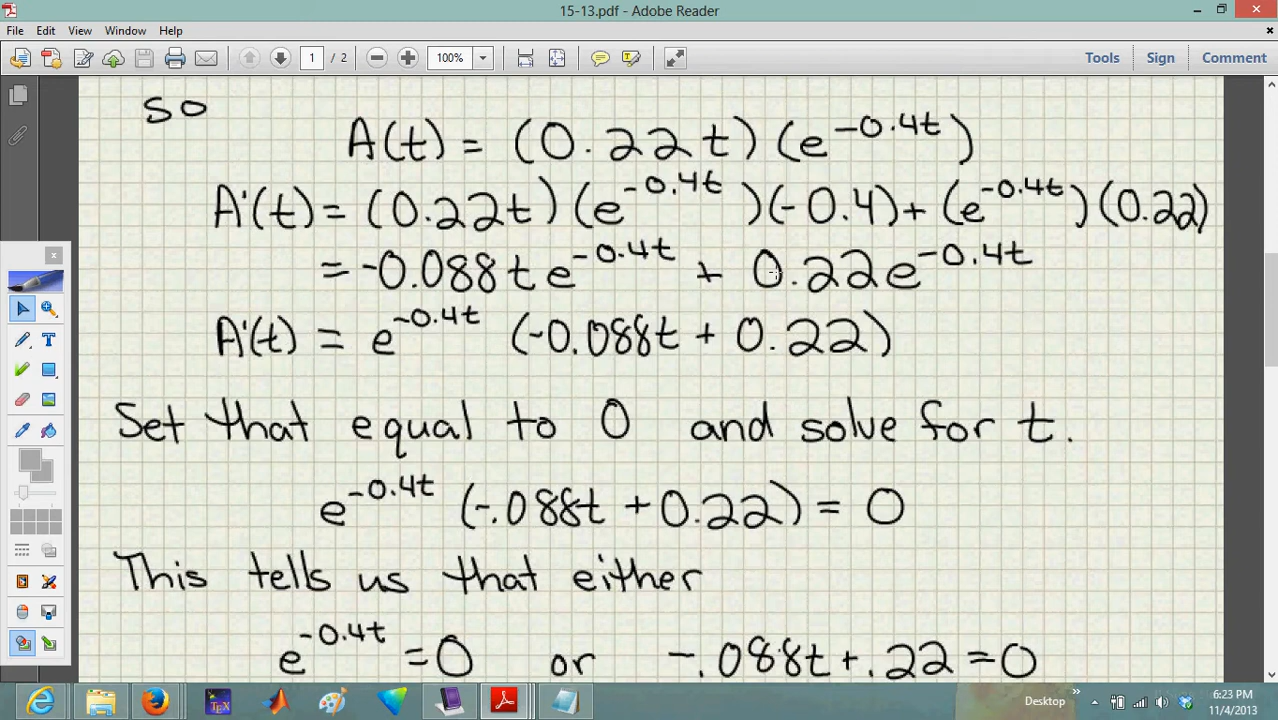 15-13.pdf - Adobe Reader
File Edit View Window Help
1 / 2 100% Tools Sign Comment
so
A(t) = (0.22t)(e^-0.4t)
A'(t) = (0.22t)(e^-0.4t)(-0.4) + (e^-0.4t)(0.22)
= -0.088te^-0.4t + 0.22e^-0.4t
A'(t) = e^-0.4t (-0.088t + 0.22)
Set that equal to 0 and solve for t.
e^-0.4t (-.088t + 0.22) = 0
This tells us that either
e^-0.4t = 0 or -.088t + .22 = 0
Desktop
6:23 PM
11/4/2013